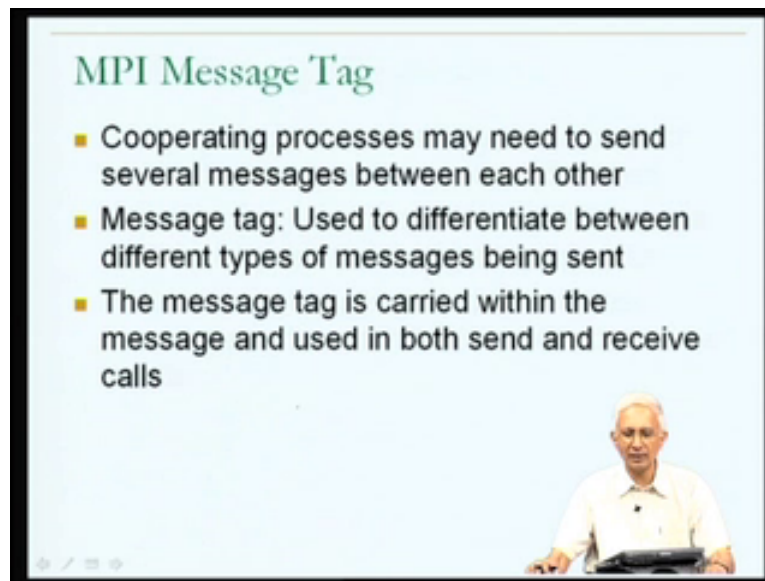 MPI Message Tag
Cooperating processes may need to send
several messages between each other
Message tag: Used to differentiate between
different types of messages being sent
The message tag is carried within the
message and used in both send and receive
calls